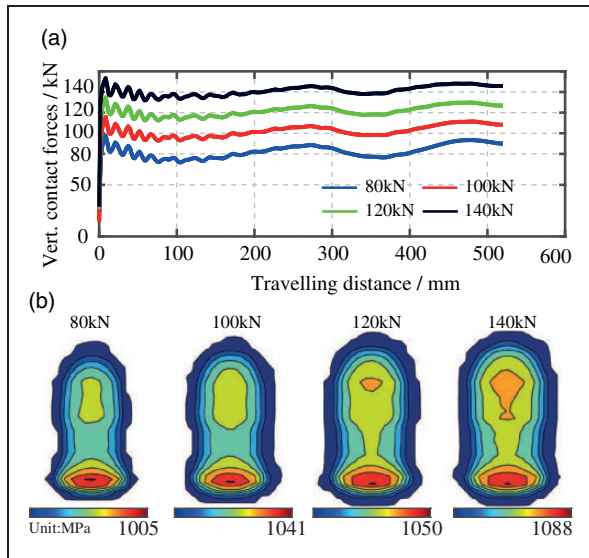 (a)
Vert. contact forces / kN
140
120
100
80
50
0
0 100 200 300 400 500 600
80kN 100kN
120kN 140kN
Travelling distance / mm
(b)
80kN 100kN 120kN 140kN
Unit:MPa 1005 1041 1050 1088